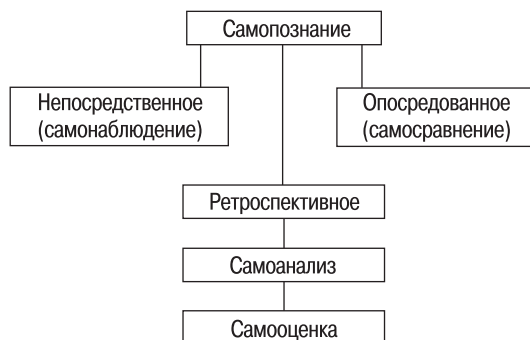 Самопознание
Непосредственное
(самонаблюдение)
Опосредованное
(самосравнение)
Ретроспективное
Самоанализ
Самооценка